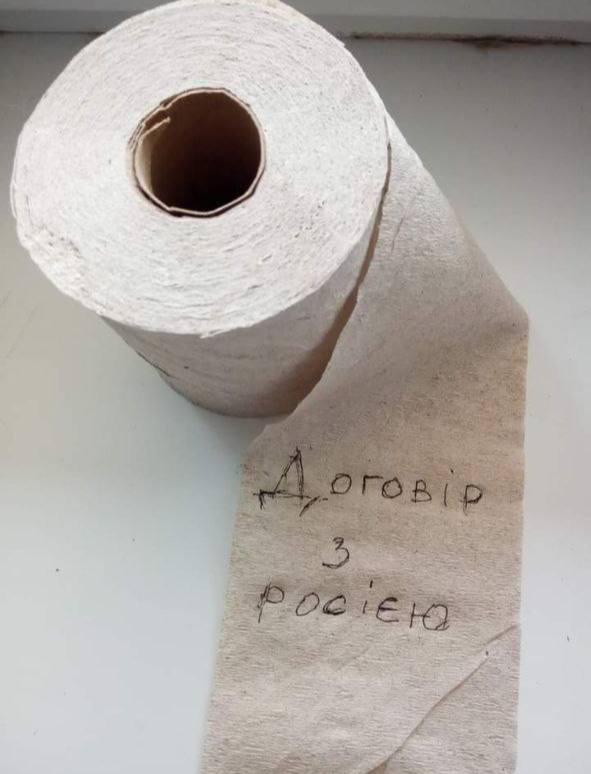 Договір
з
росією